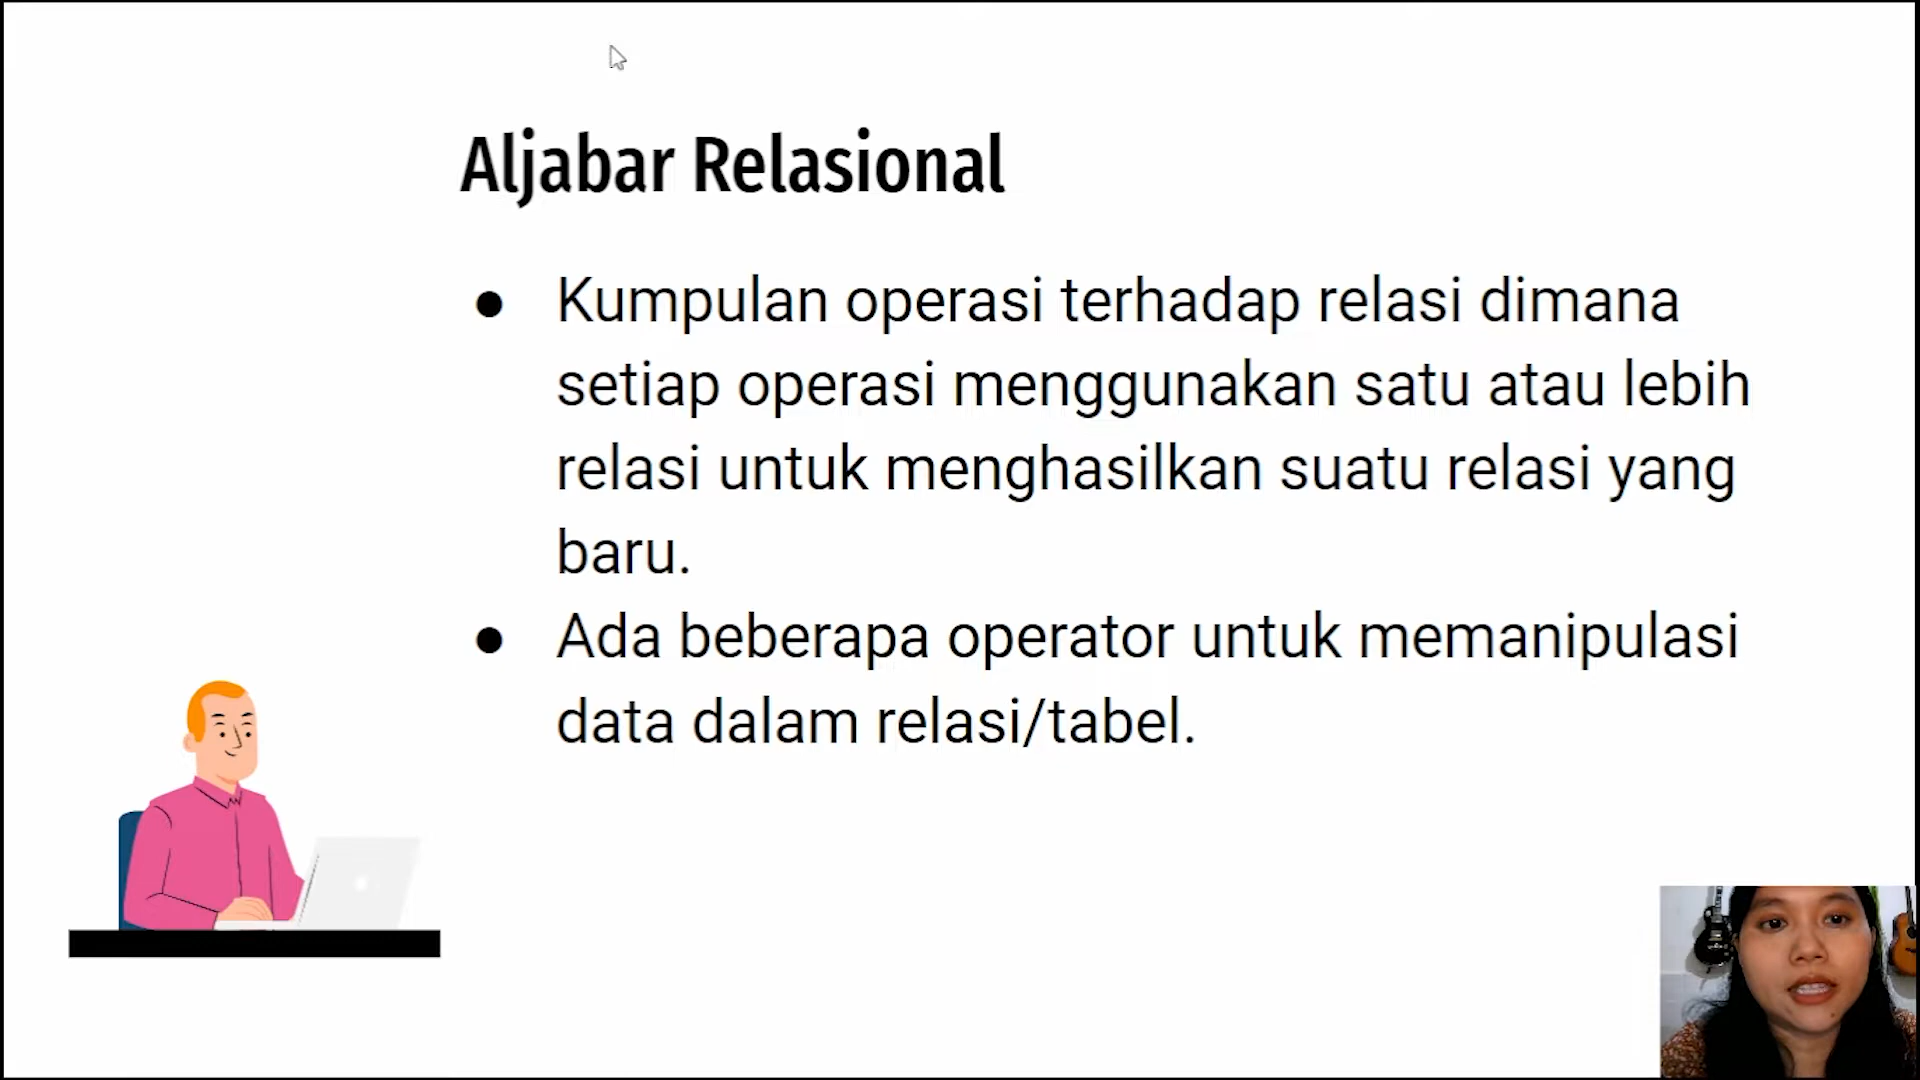 Aljabar Relasional
● Kumpulan operasi terhadap relasi dimana
setiap operasi menggunakan satu atau lebih
relasi untuk menghasilkan suatu relasi yang
baru.
● Ada beberapa operator untuk memanipulasi
data dalam relasi/tabel.